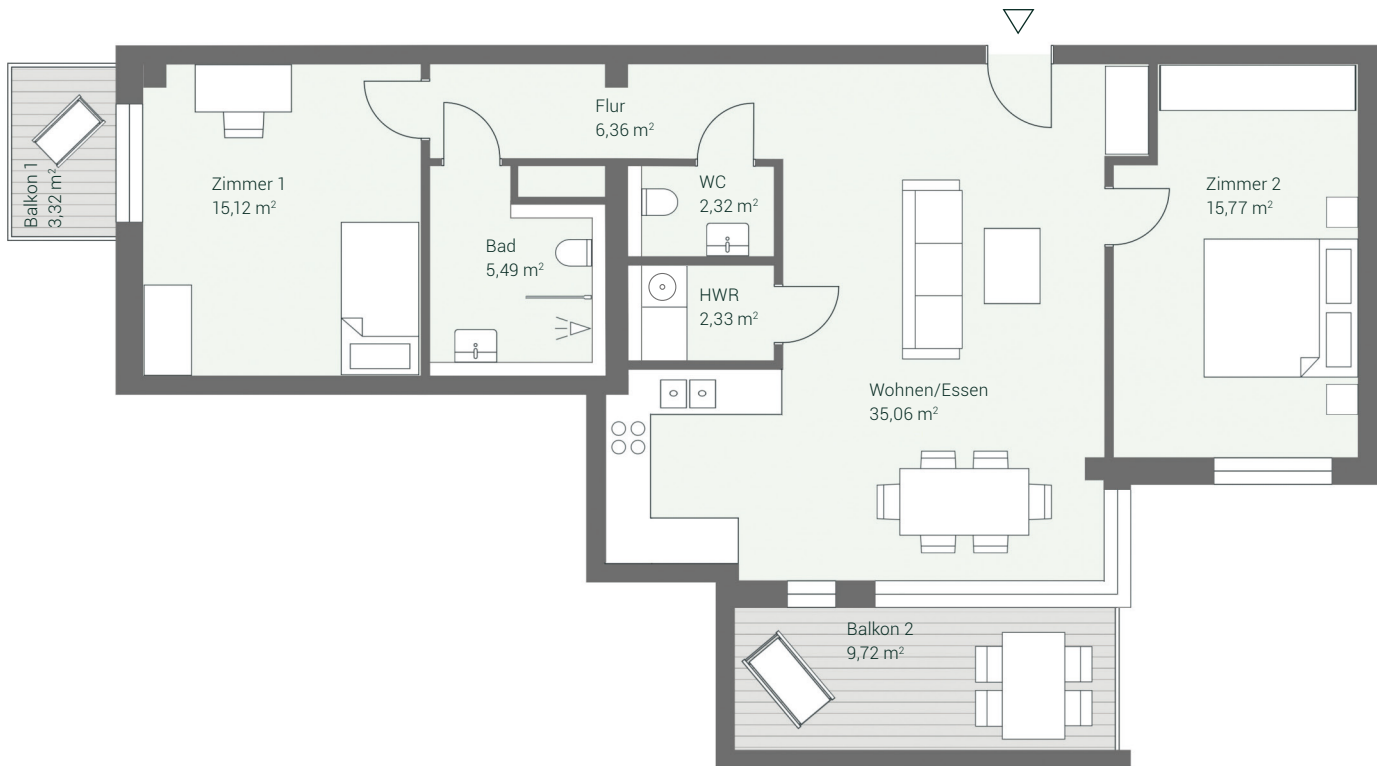 Flur
6,36 m²
Balkon 1
3,32 m²
Zimmer 1
15,12 m²
WC
2,32 m²
Zimmer 2
15,77 m²
Bad
5,49 m²
HWR
2,33 m²
Wohnen/Essen
35,06 m²
Balkon 2
9,72 m²